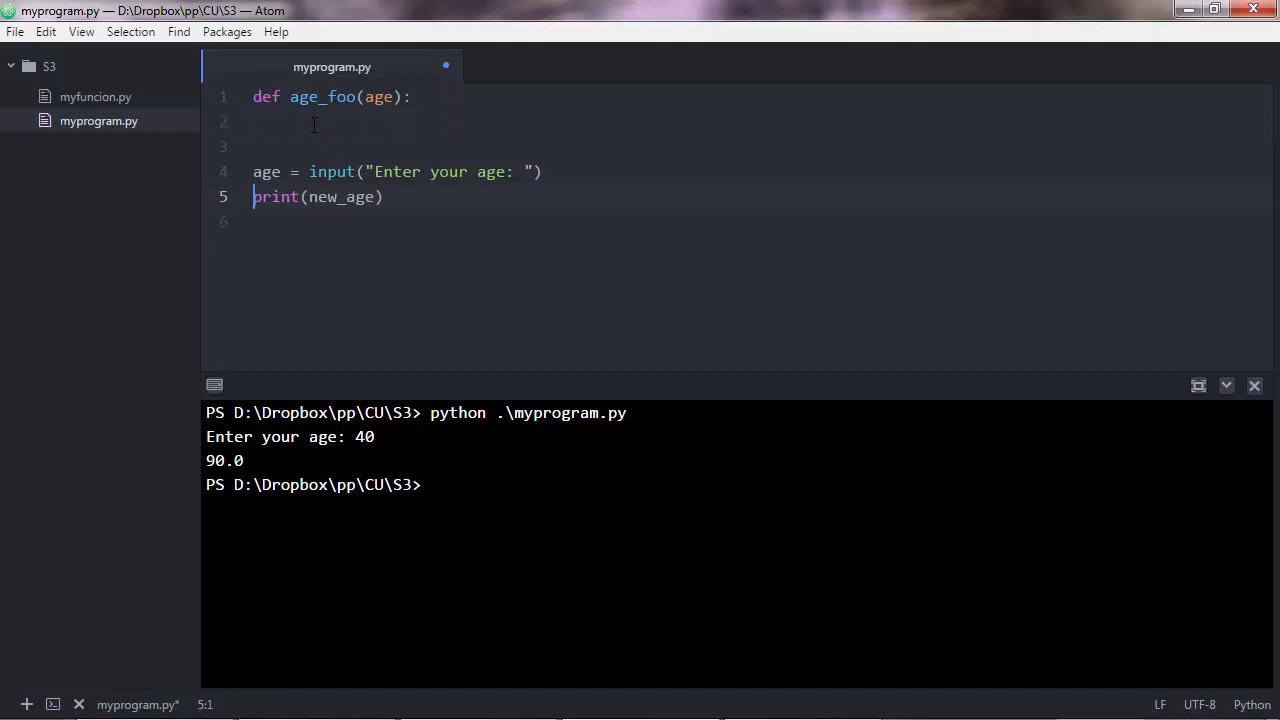 myprogram.py — D:\Dropbox\pp\CU\S3 — Atom
File Edit View Selection Find Packages Help
S3
myfuncion.py
myprogram.py
myprogram.py
1 def age_foo(age):
2
3
4 age = input("Enter your age: ")
5 print(new_age)
6
PS D:\Dropbox\pp\CU\S3> python .\myprogram.py
Enter your age: 40
90.0
PS D:\Dropbox\pp\CU\S3>
myprogram.py* 5:1 LF UTF-8 Python